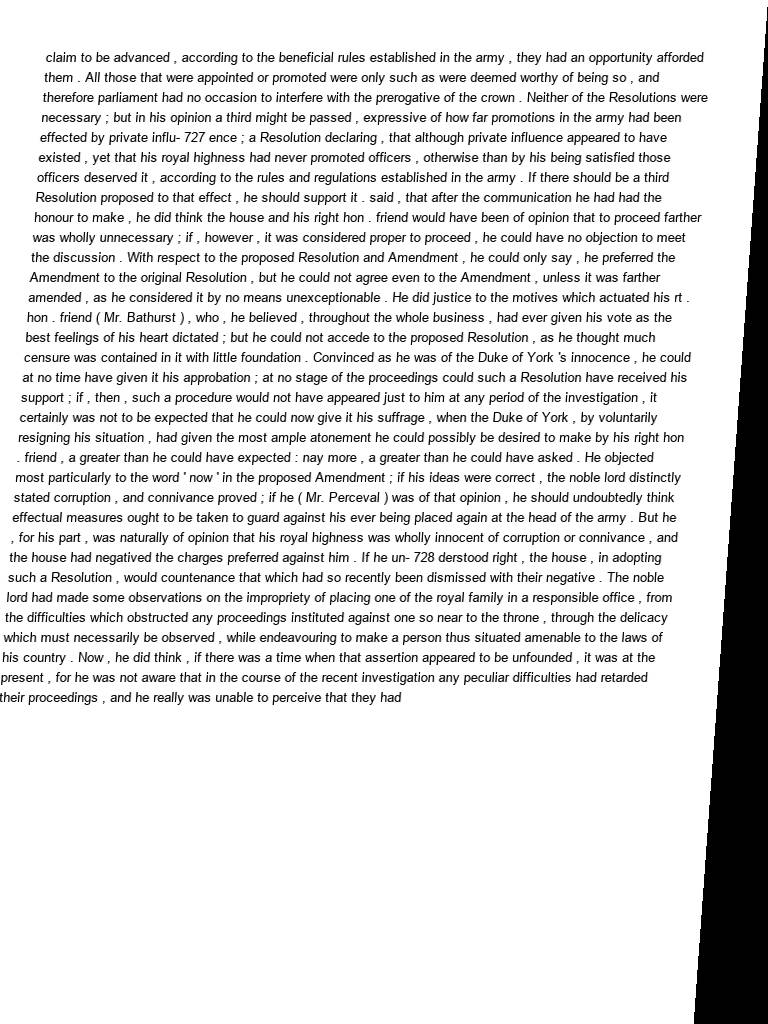 claim to be advanced , according to the beneficial rules established in the army , they had an opportunity afforded
them . All those that were appointed or promoted were only such as were deemed worthy of being so , and
therefore parliament had no occasion to interfere with the prerogative of the crown . Neither of the Resolutions were
necessary ; but in his opinion a third might be passed , expressive of how far promotions in the army had been
effected by private influ- 727 ence ; a Resolution declaring , that although private influence appeared to have
existed , yet that his royal highness had never promoted officers , otherwise than by his being satisfied those
officers deserved it , according to the rules and regulations established in the army . If there should be a third
Resolution proposed to that effect , he should support it . said , that after the communication he had had the
honour to make , he did think the house and his right hon . friend would have been of opinion that to proceed farther
was wholly unnecessary ; if , however , it was considered proper to proceed , he could have no objection to meet
the discussion . With respect to the proposed Resolution and Amendment , he could only say , he preferred the
Amendment to the original Resolution , but he could not agree even to the Amendment , unless it was farther
amended , as he considered it by no means unexceptionable . He did justice to the motives which actuated his rt .
hon . friend ( Mr. Bathurst ) , who , he believed , throughout the whole business , had ever given his vote as the
best feelings of his heart dictated ; but he could not accede to the proposed Resolution , as he thought much
censure was contained in it with little foundation . Convinced as he was of the Duke of York 's innocence , he could
at no time have given it his approbation ; at no stage of the proceedings could such a Resolution have received his
support ; if , then , such a procedure would not have appeared just to him at any period of the investigation , it
certainly was not to be expected that he could now give it his suffrage , when the Duke of York , by voluntarily
resigning his situation , had given the most ample atonement he could possibly be desired to make by his right hon
. friend , a greater than he could have expected : nay more , a greater than he could have asked . He objected
most particularly to the word ' now ' in the proposed Amendment ; if his ideas were correct , the noble lord distinctly
stated corruption , and connivance proved ; if he ( Mr. Perceval ) was of that opinion , he should undoubtedly think
effectual measures ought to be taken to guard against his ever being placed again at the head of the army . But he
, for his part , was naturally of opinion that his royal highness was wholly innocent of corruption or connivance , and
the house had negatived the charges preferred against him . If he un- 728 derstood right , the house , in adopting
such a Resolution , would countenance that which had so recently been dismissed with their negative . The noble
lord had made some observations on the impropriety of placing one of the royal family in a responsible office , from
the difficulties which obstructed any proceedings instituted against one so near to the throne , through the delicacy
which must necessarily be observed , while endeavouring to make a person thus situated amenable to the laws of
his country . Now , he did think , if there was a time when that assertion appeared to be unfounded , it was at the
present , for he was not aware that in the course of the recent investigation any peculiar difficulties had retarded
their proceedings , and he really was unable to perceive that they had